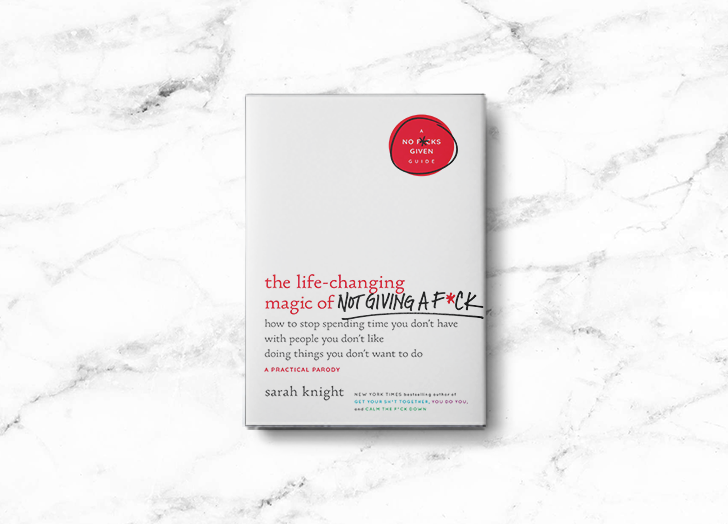 A
NO F*CKS
GIVEN
GUIDE
the life-changing
magic of NOT GIVING A F*CK
how to stop spending time you don't have
with people you don't like
doing things you don't want to do
A PRACTICAL PARODY
sarah knight
NEW YORK TIMES bestselling author of
GET YOUR SH*T TOGETHER, YOU DO YOU,
and CALM THE F*CK DOWN